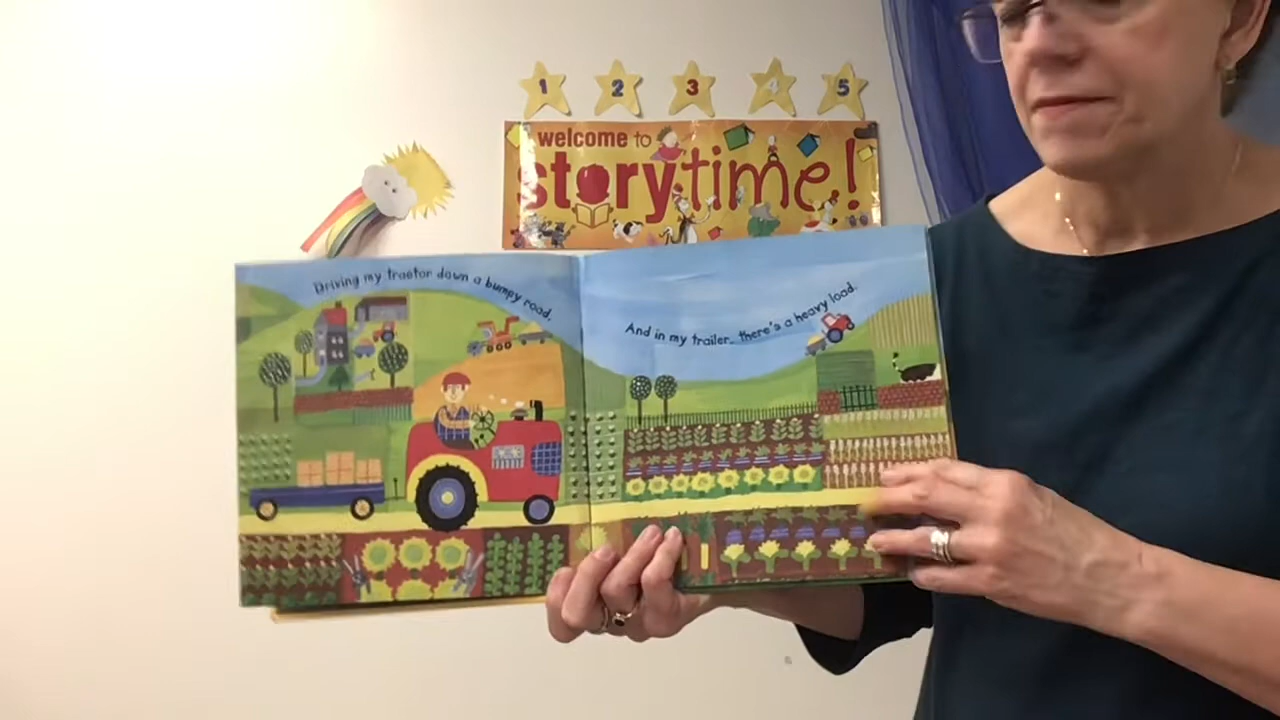 1 2 3 4 5
welcome to
storytime!
Driving my tractor down a bumpy road,
And in my trailer... there's a heavy load.